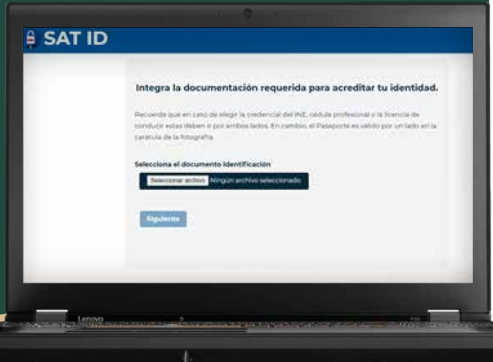 SAT ID
Integra la documentación requerida para acreditar tu identidad.
Recuerda que en caso de elegir la credencial del INE, cédula profesional o la licencia de
conducir estas deben ir por ambos lados. En cambio, el Pasaporte es válido por un lado en la
carátula de la fotografía.
Selecciona el documento Identificación
Seleccionar archivo Ningún archivo seleccionado
Siguiente
Lenovo